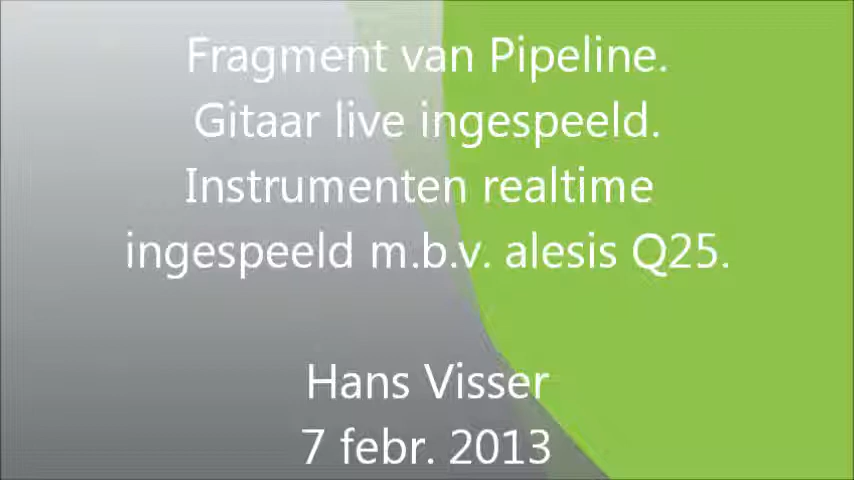 Fragment van Pipeline.
Gitaar live ingespeeld.
Instrumenten realtime
ingespeeld m.b.v. alesis Q25.
Hans Visser
7 febr. 2013